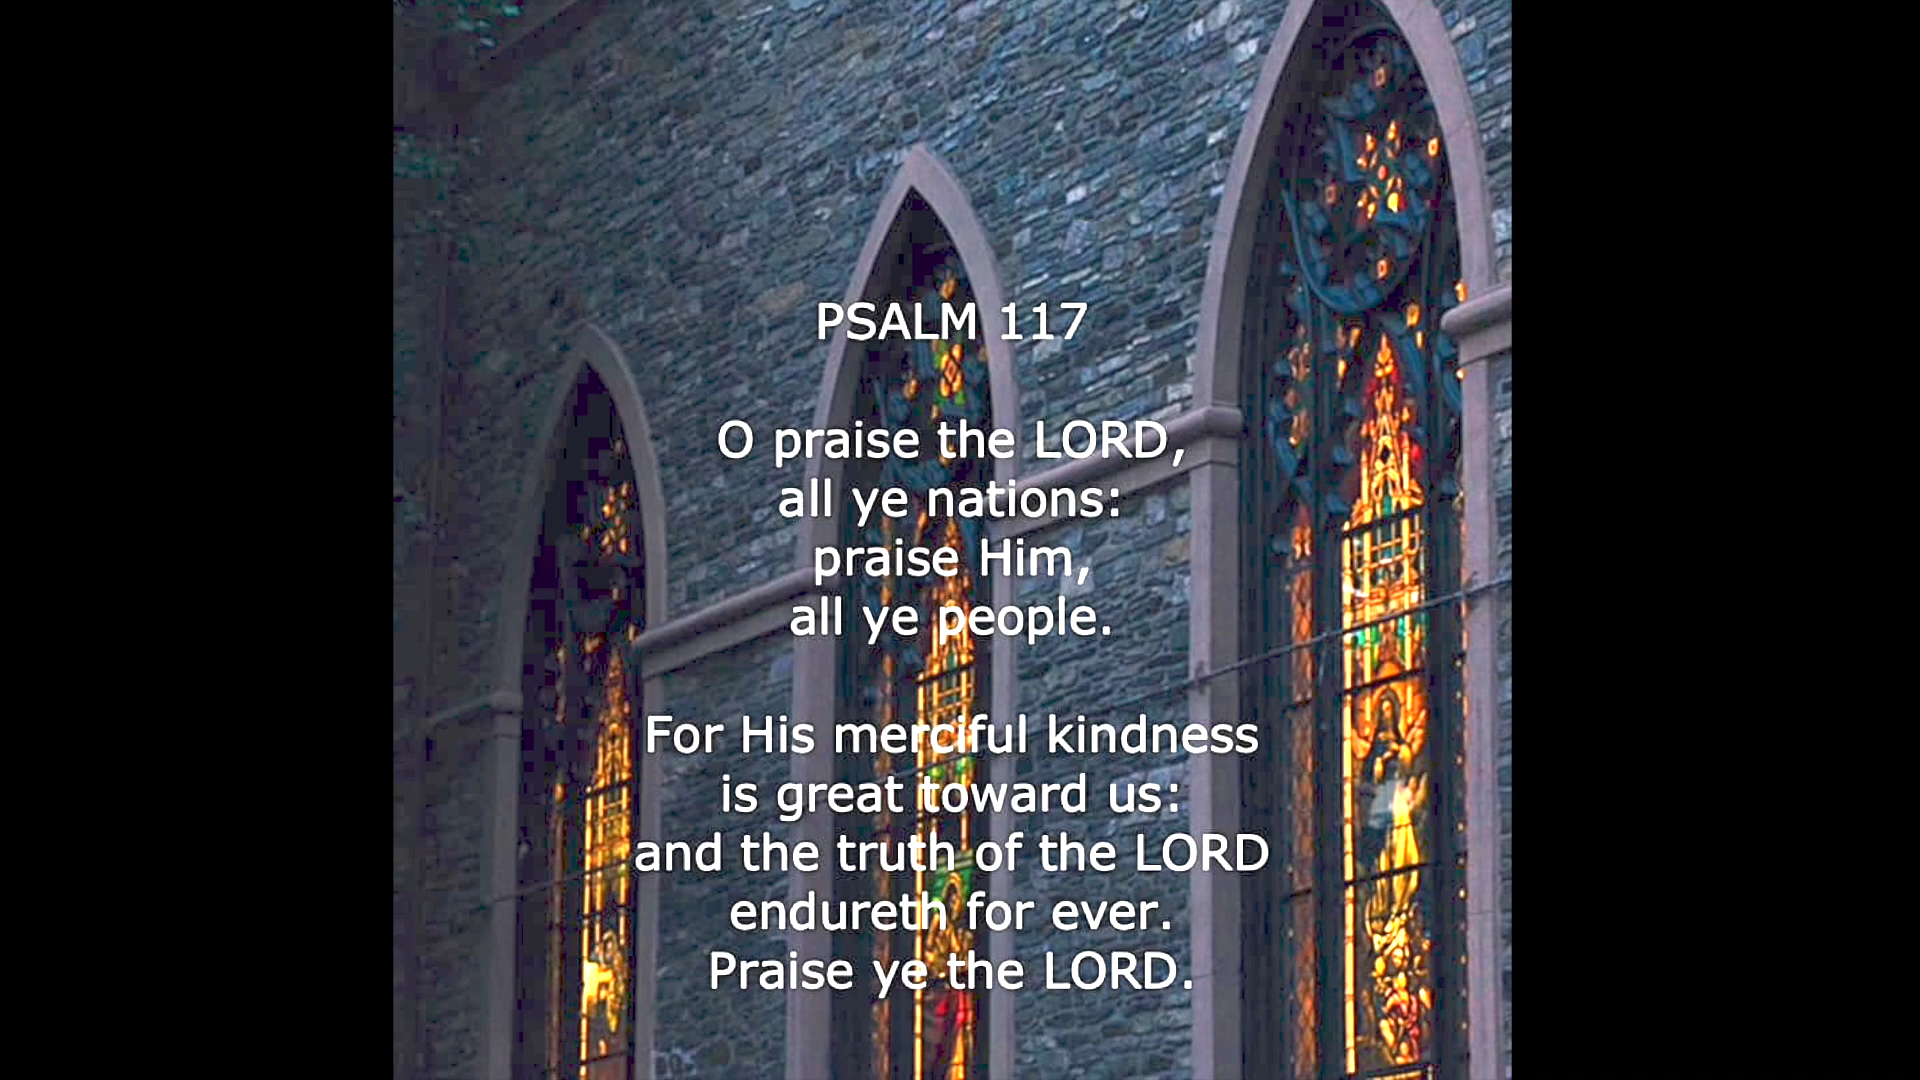 PSALM 117
O praise the LORD,
all ye nations:
praise Him,
all ye people.
For His merciful kindness
is great toward us:
and the truth of the LORD
endureth for ever.
Praise ye the LORD.